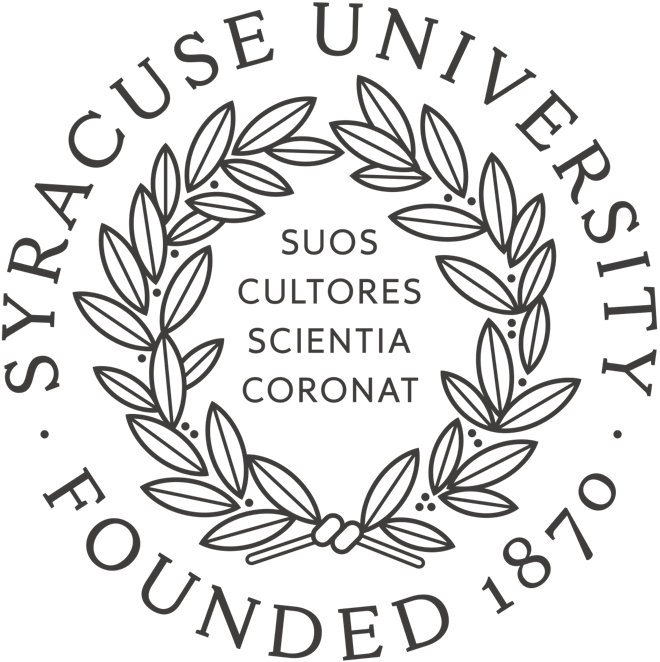 SYRACUSE UNIVERSITY
SUOS
CULTORES
SCIENTIA
CORONAT
· FOUNDED 1870 ·